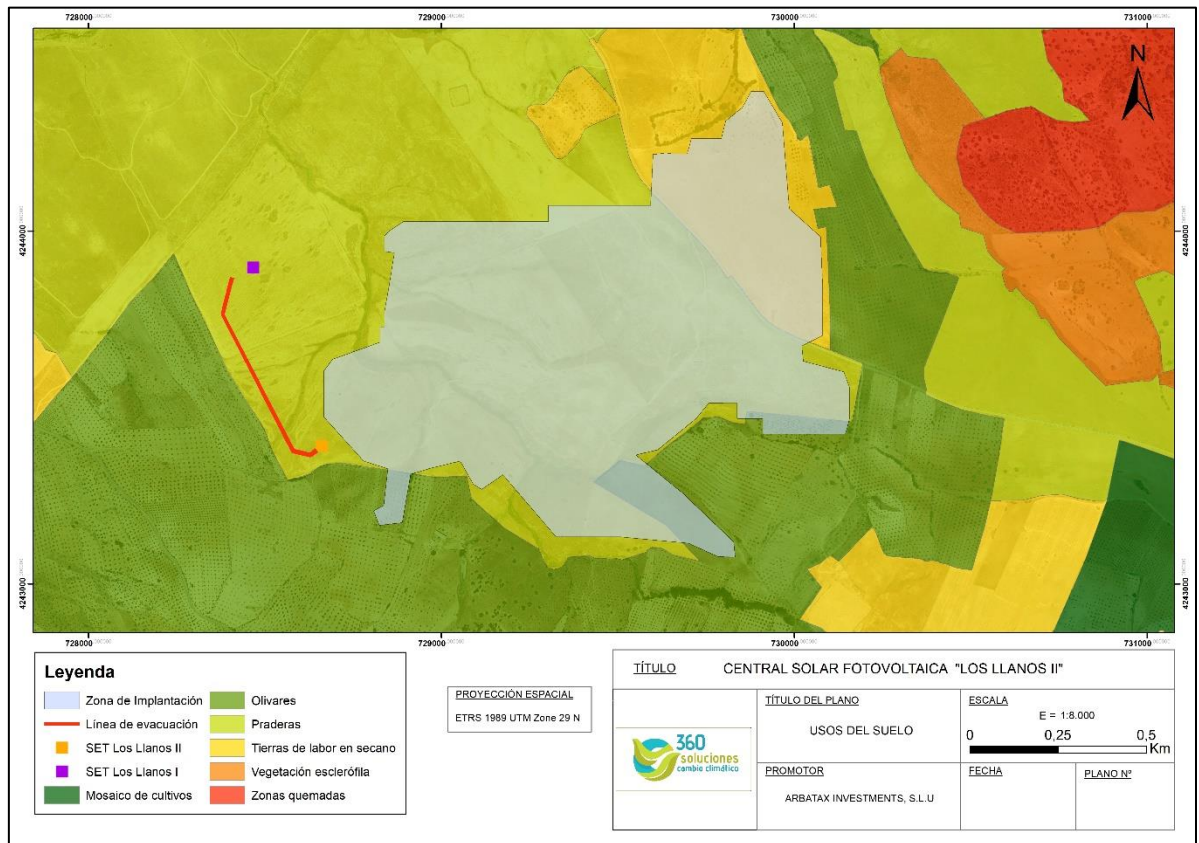 728000
729000
730000
731000
N
4244000
4244000
4243000
4243000
728000
729000
730000
731000
Leyenda
Zona de Implantación
Línea de evacuación
SET Los Llanos II
SET Los Llanos I
Mosaico de cultivos
Olivares
Praderas
Tierras de labor en secano
Vegetación esclerófila
Zonas quemadas
PROYECCIÓN ESPACIAL
ETRS 1989 UTM Zone 29 N
TÍTULO CENTRAL SOLAR FOTOVOLTAICA "LOS LLANOS II"
360
soluciones
cambio climático
TÍTULO DEL PLANO
USOS DEL SUELO
ESCALA
E = 1:8.000
0 0,25 0,5
Km
PROMOTOR
ARBATAX INVESTMENTS, S.L.U
FECHA
PLANO Nº